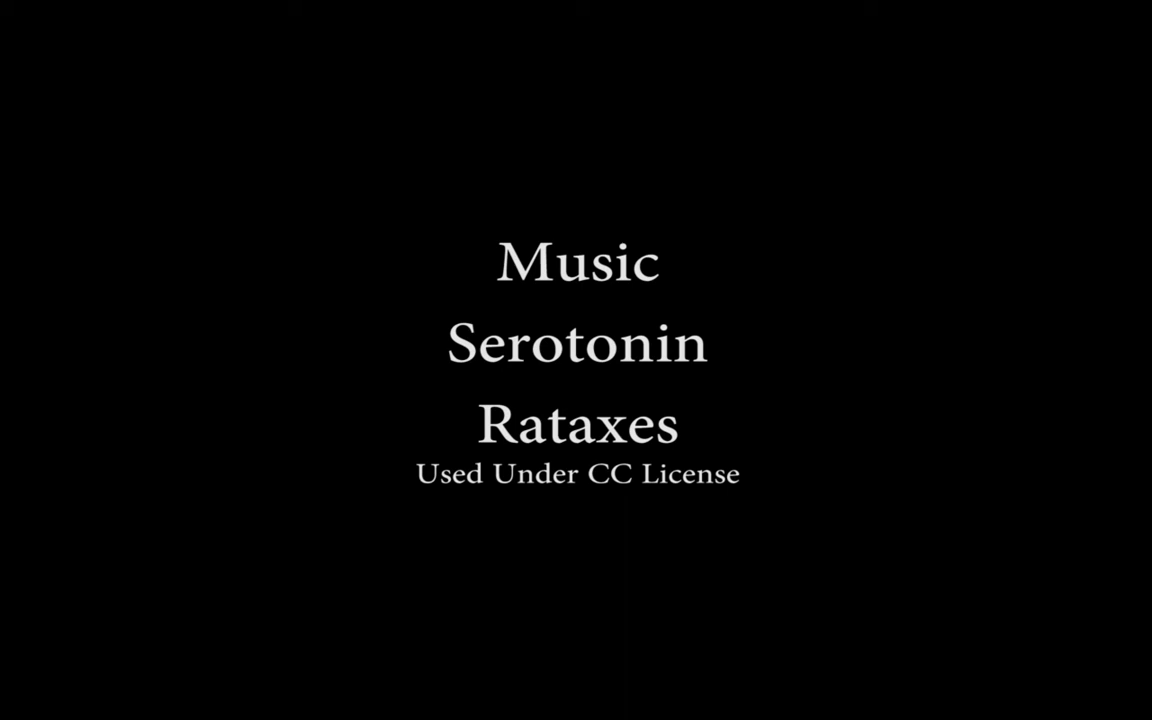 Music
Serotonin
Rataxes
Used Under CC License